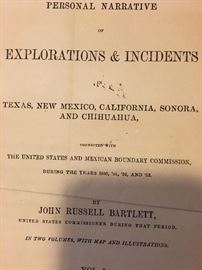 PERSONAL NARRATIVE
OF
EXPLORATIONS & INCIDENTS
IN
TEXAS, NEW MEXICO, CALIFORNIA, SONORA,
AND CHIHUAHUA,
CONNECTED WITH
THE UNITED STATES AND MEXICAN BOUNDARY COMMISSION,
DURING THE YEARS 1850, '51, '52, AND '53.
BY
JOHN RUSSELL BARTLETT,
UNITED STATES COMMISSIONER DURING THAT PERIOD.
IN TWO VOLUMES, WITH MAP AND ILLUSTRATIONS.
VOL.